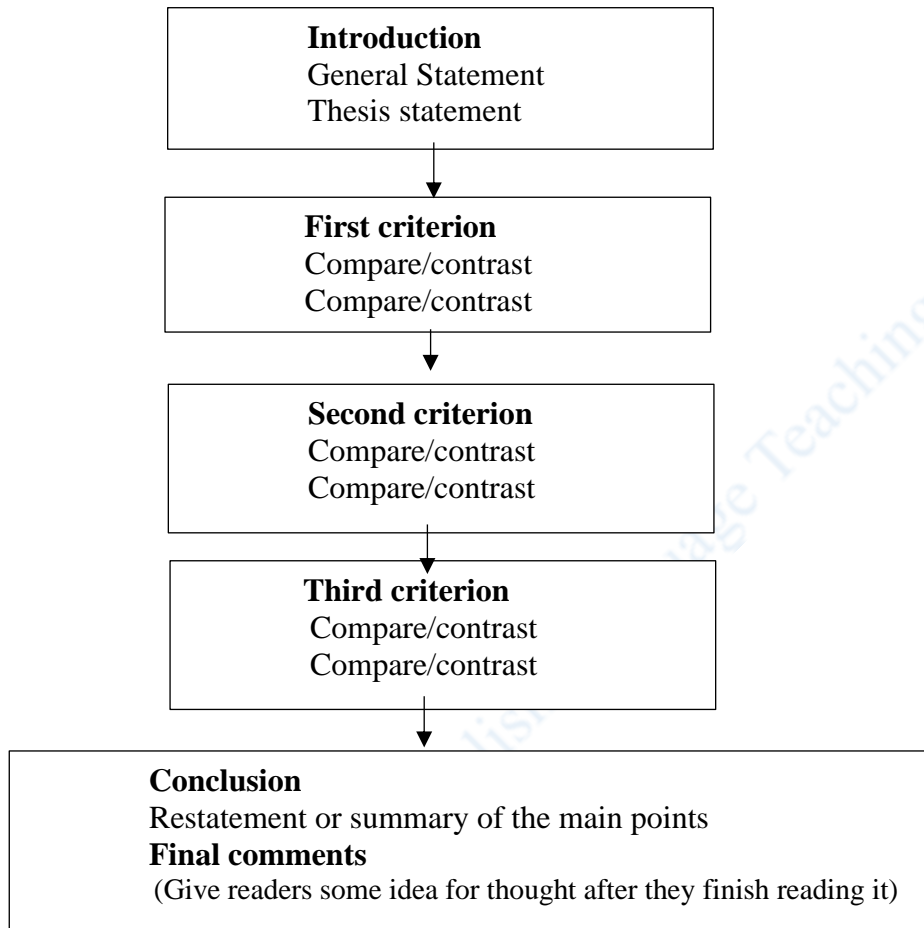 Introduction
General Statement
Thesis statement
First criterion
Compare/contrast
Compare/contrast
Second criterion
Compare/contrast
Compare/contrast
Third criterion
Compare/contrast
Compare/contrast
Conclusion
Restatement or summary of the main points
Final comments
(Give readers some idea for thought after they finish reading it)
Teaching